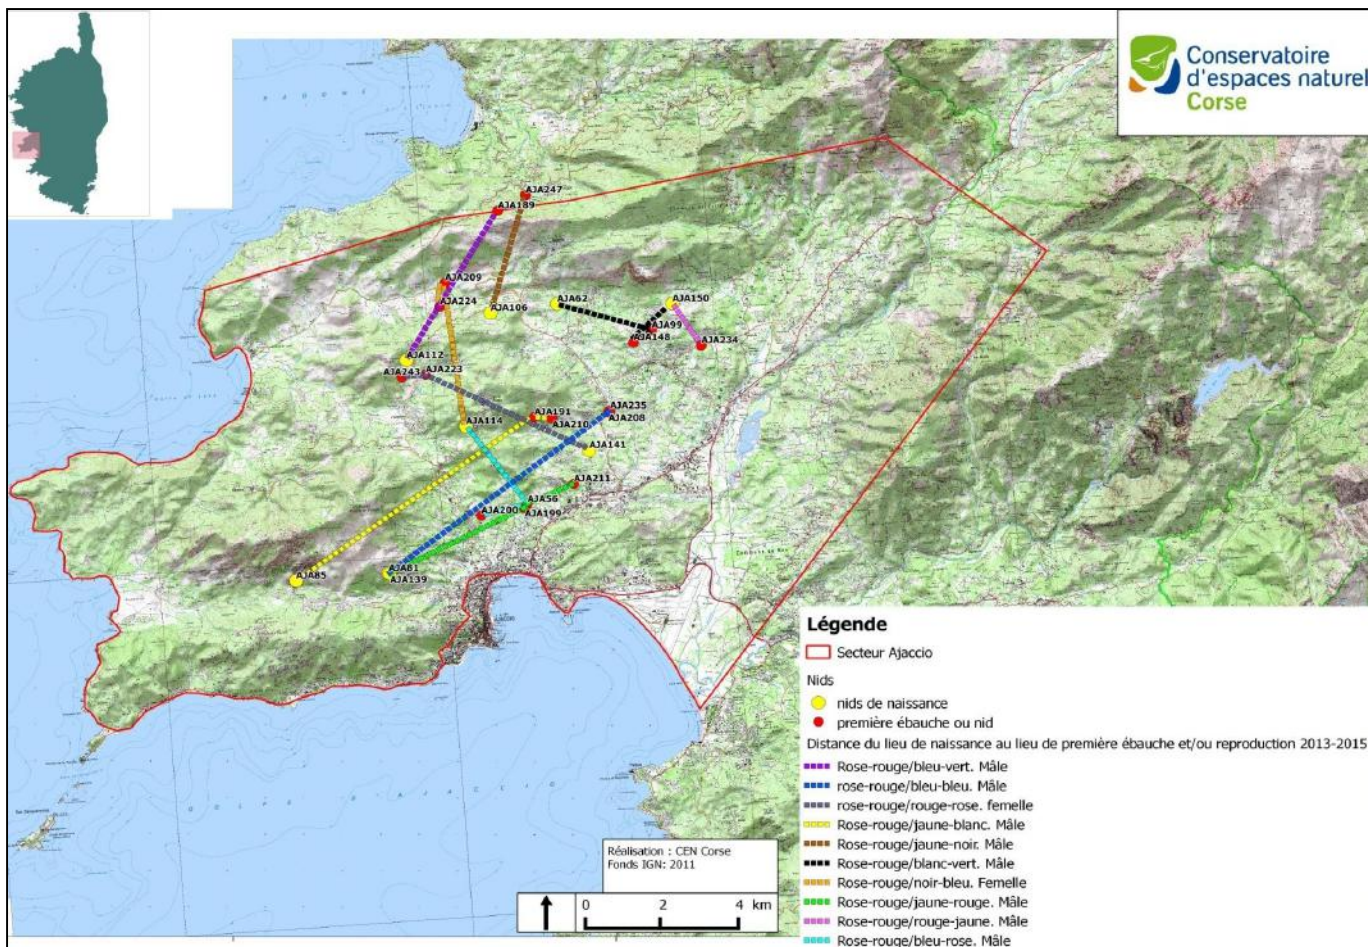 Conservatoire
d'espaces naturel
Corse
AJA247
AJA189
AJA209
AJA224
AJA106
AJA62
AJA150
AJA99
AJA148
AJA234
AJA112
AJA243
AJA223
AJA235
AJA208
AJA191
AJA210
AJA114
AJA141
AJA211
AJA56
AJA200
AJA199
AJA85
AJA81
AJA139
GOLFE D'AJACCIO
Légende
Secteur Ajaccio
Nids
nids de naissance
première ébauche ou nid
Distance du lieu de naissance au lieu de première ébauche et/ou reproduction 2013-2015
Rose-rouge/bleu-vert. Mâle
rose-rouge/bleu-bleu. Mâle
rose-rouge/rouge-rose. femelle
Rose-rouge/jaune-blanc. Mâle
Rose-rouge/jaune-noir. Mâle
Rose-rouge/blanc-vert. Mâle
Rose-rouge/noir-bleu. Femelle
Rose-rouge/jaune-rouge. Mâle
Rose-rouge/rouge-jaune. Mâle
Rose-rouge/bleu-rose. Mâle
Réalisation : CEN Corse
Fonds IGN: 2011
0 2 4 km